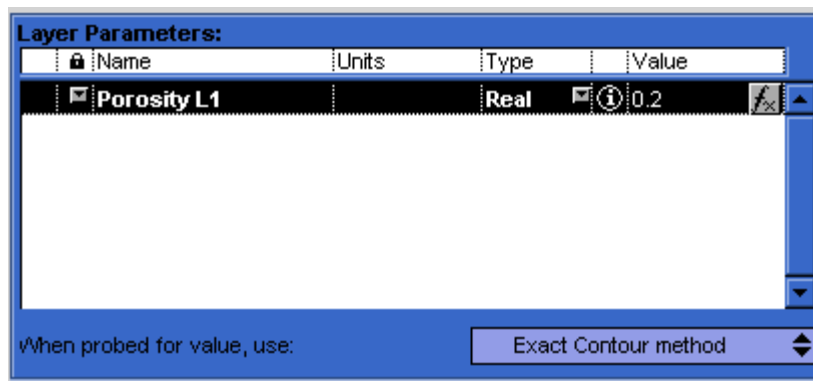 Layer Parameters:
Name Units Type Value
Porosity L1 Real 0.2 fx
When probed for value, use: Exact Contour method